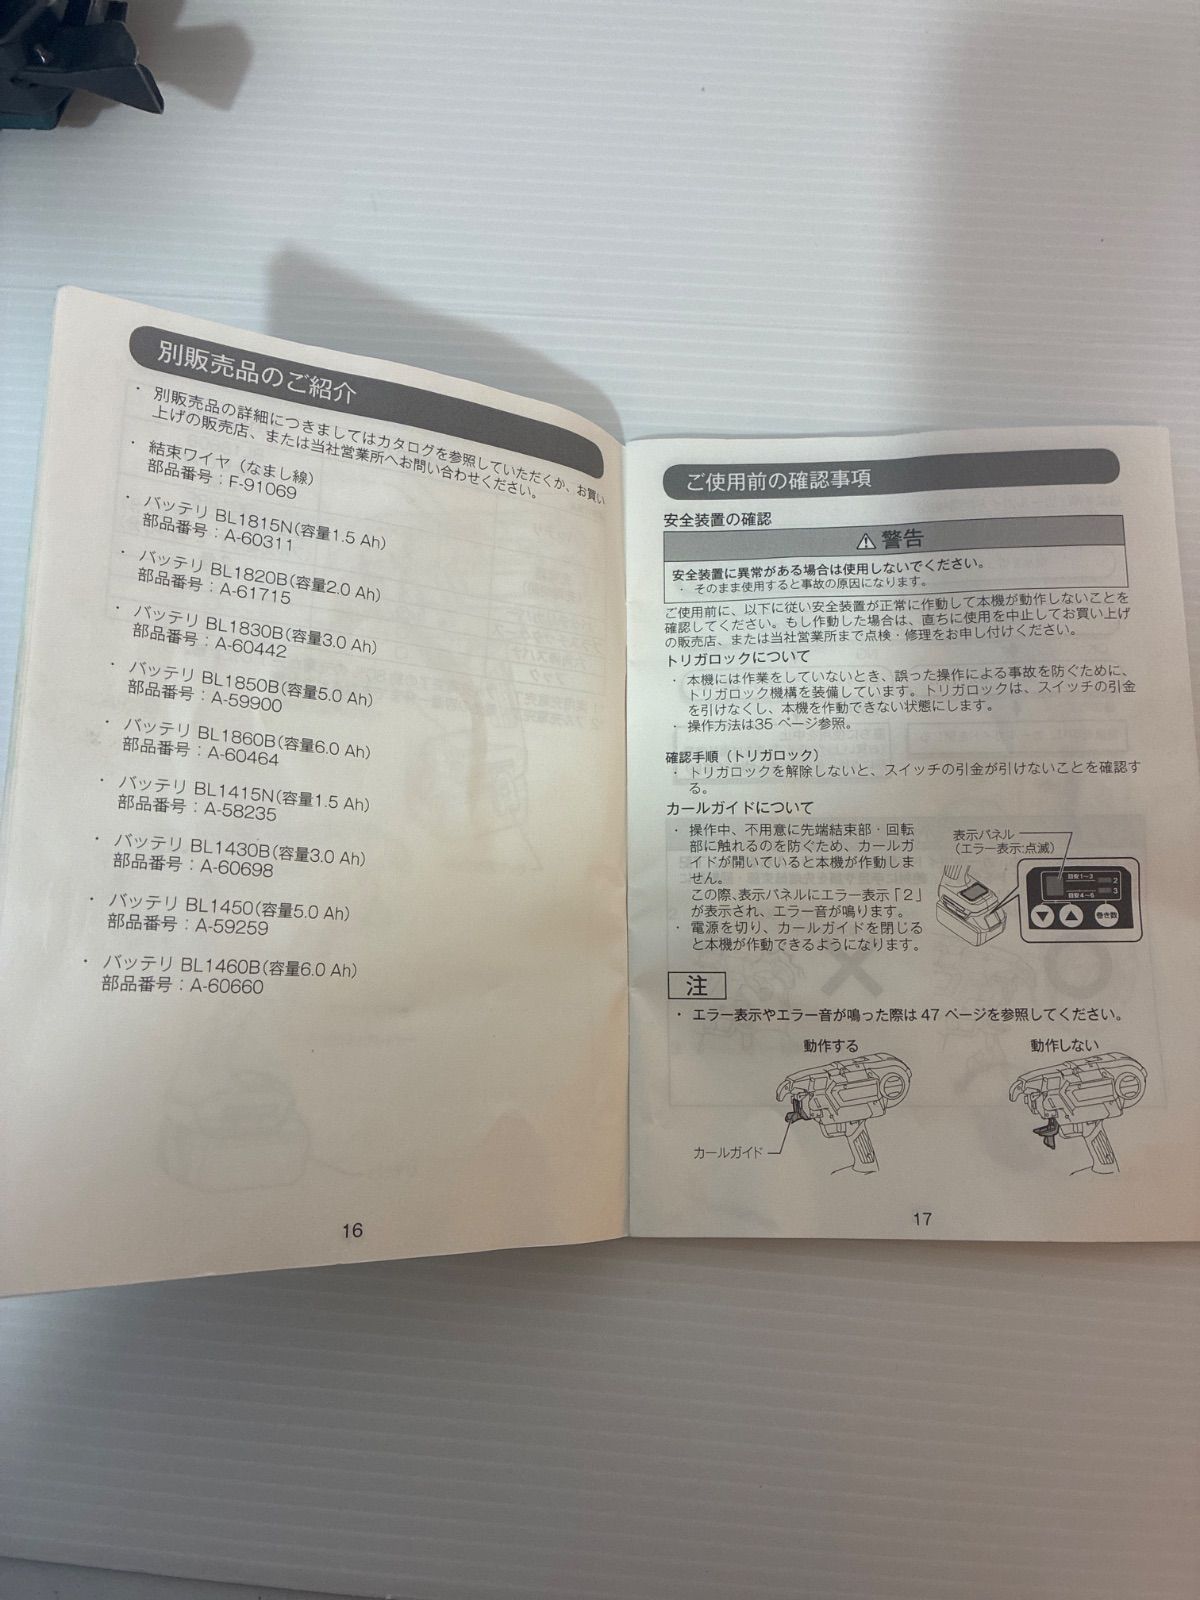 別販売品のご紹介
・ 別販売品の詳細につきましてはカタログを参照していただくか、お買い
上げの販売店、または当社営業所へお問い合わせください。
・ 結束ワイヤ（なまし線）
部品番号：F-91069
・ バッテリ BL1815N（容量1.5 Ah）
部品番号：A-60311
・ バッテリ BL1820B（容量2.0 Ah）
部品番号：A-61715
・ バッテリ BL1830B（容量3.0 Ah）
部品番号：A-60442
・ バッテリ BL1850B（容量5.0 Ah）
部品番号：A-59900
・ バッテリ BL1860B（容量6.0 Ah）
部品番号：A-60464
・ バッテリ BL1415N（容量1.5 Ah）
部品番号：A-58235
・ バッテリ BL1430B（容量3.0 Ah）
部品番号：A-60698
・ バッテリ BL1450（容量5.0 Ah）
部品番号：A-59259
・ バッテリ BL1460B（容量6.0 Ah）
部品番号：A-60660
16
ご使用前の確認事項
安全装置の確認
⚠ 警告
安全装置に異常がある場合は使用しないでください。
・ そのまま使用すると事故の原因になります。
ご使用前に、以下に従い安全装置が正常に作動して本機が動作しないことを
確認してください。もし作動した場合は、直ちに使用を中止してお買い上げ
の販売店、または当社営業所まで点検・修理をお申し付けください。
トリガロックについて
・ 本機には作業をしていないとき、誤った操作による事故を防ぐために、
トリガロック機構を装備しています。トリガロックは、スイッチの引金
を引けなくし、本機を作動できない状態にします。
・ 操作方法は35 ページ参照。
確認手順（トリガロック）
・ トリガロックを解除しないと、スイッチの引金が引けないことを確認す
る。
カールガイドについて
・ 操作中、不用意に先端結束部・回転
部に触れるのを防ぐため、カールガ
イドが開いていると本機が作動しま
せん。
この際、表示パネルにエラー表示「2」
が表示され、エラー音が鳴ります。
・ 電源を切り、カールガイドを閉じる
と本機が作動できるようになります。
表示パネル
（エラー表示:点滅）
目安1～3
2
目安4～6
3
巻き数
注
・ エラー表示やエラー音が鳴った際は 47 ページを参照してください。
動作する
動作しない
カールガイド
17